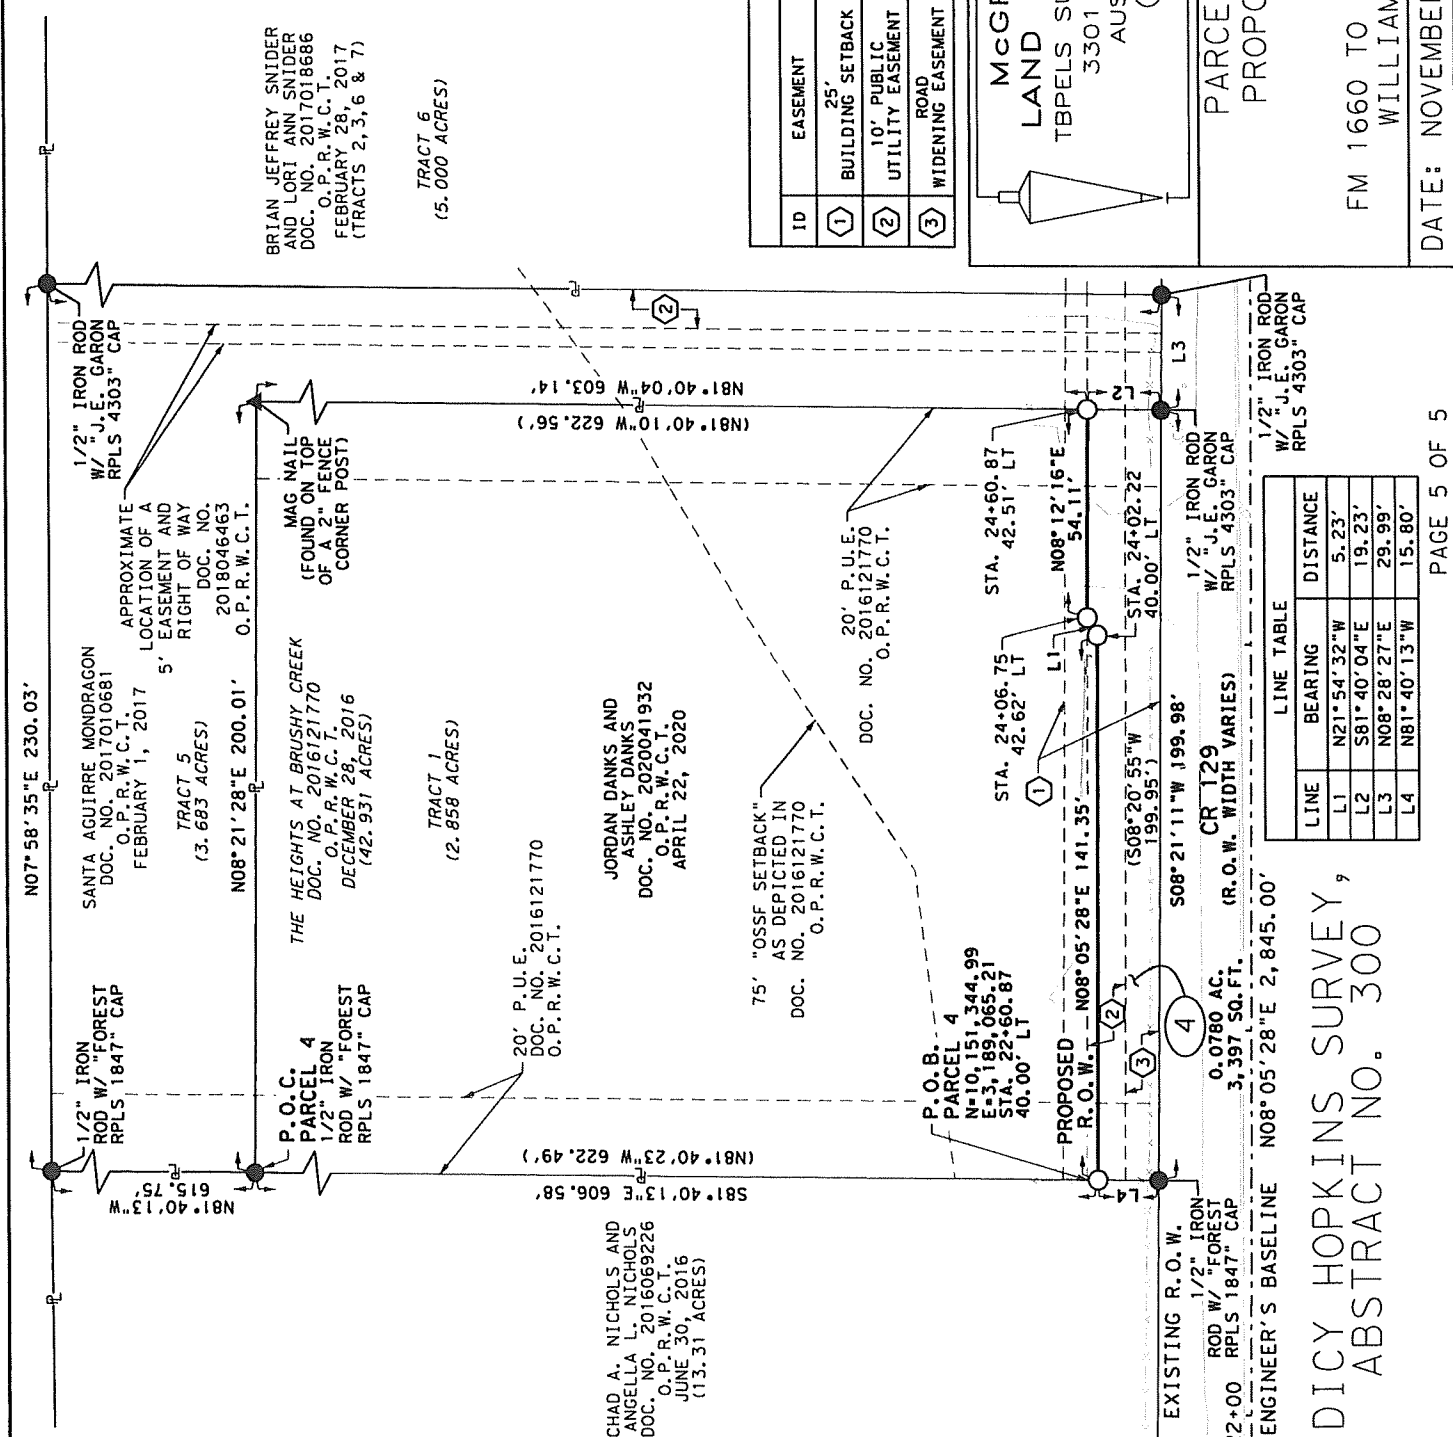 N07°58'35"E 230.03'
1/2" IRON
ROD W/ "FOREST
RPLS 1847" CAP
SANTA AGUIRRE MONDRAGON
DOC. NO. 2017010681
O.P.R.W.C.T.
FEBRUARY 1, 2017
TRACT 5
(3.683 ACRES)
APPROXIMATE
LOCATION OF A
5' EASEMENT AND
RIGHT OF WAY
DOC. NO.
2018046463
O.P.R.W.C.T.
1/2" IRON ROD
W/ "J.E. GARON
RPLS 4303" CAP
BRIAN JEFFREY SNIDER
AND LORI ANN SNIDER
DOC. NO. 2017018686
O.P.R.W.C.T.
FEBRUARY 28, 2017
(TRACTS 2,3,6 & 7)
TRACT 6
(5.000 ACRES)
N81°40'13"W
615.75'
P.O.C.
PARCEL 4
1/2" IRON
ROD W/ "FOREST
RPLS 1847" CAP
N08°21'28"E 200.01'
THE HEIGHTS AT BRUSHY CREEK
DOC. NO. 2016121770
O.P.R.W.C.T.
DECEMBER 28, 2016
(42.931 ACRES)
MAG NAIL
(FOUND ON TOP
OF A 2" FENCE
CORNER POST)
TRACT 1
(2.858 ACRES)
20' P.U.E.
DOC. NO. 2016121770
O.P.R.W.C.T.
JORDAN DANKS AND
ASHLEY DANKS
DOC. NO. 2020041932
O.P.R.W.C.T.
APRIL 22, 2020
CHAD A. NICHOLS AND
ANGELLA L. NICHOLS
DOC. NO. 2016069226
O.P.R.W.C.T.
JUNE 30, 2016
(13.31 ACRES)
S81°40'13"E 606.58'
(N81°40'23"W 622.49')
(N81°40'10"W 622.56')
N81°40'04"W 603.14'
2
75' "OSSF SETBACK"
AS DEPICTED IN
DOC. NO. 2016121770
O.P.R.W.C.T.
20' P.U.E.
DOC. NO. 2016121770
O.P.R.W.C.T.
P.O.B.
PARCEL 4
N=10,151,344.99
E=3,189,065.21
STA. 22+60.87
40.00' LT
STA. 24+06.75
42.62' LT
STA. 24+60.87
42.51' LT
1
L1
PROPOSED
R.O.W.
N08°05'28"E 141.35'
N08°12'16"E
54.11'
L2
STA. 24+02.22
40.00' LT
2
3
4
(S08°20'55"W
199.95')
L4
L3
EXISTING R.O.W.
1/2" IRON
ROD W/ "FOREST
RPLS 1847" CAP
0.0780 AC.
3,397 SQ.FT.
S08°21'11"W 199.98'
CR 129
(R.O.W. WIDTH VARIES)
1/2" IRON ROD
W/ "J.E. GARON
RPLS 4303" CAP
1/2" IRON ROD
W/ "J.E. GARON
RPLS 4303" CAP
2+00
ENGINEER'S BASELINE N08°05'28"E 2,845.00'
DICY HOPKINS SURVEY,
ABSTRACT NO. 300
LINE TABLE
LINE BEARING DISTANCE
L1 N21°54'32"W 5.23'
L2 S81°40'04"E 19.23'
L3 N08°28'27"E 29.99'
L4 N81°40'13"W 15.80'
PAGE 5 OF 5
ID EASEMENT
1 25' BUILDING SETBACK
2 10' PUBLIC UTILITY EASEMENT
3 ROAD WIDENING EASEMENT
LAND
TBPELS
3301
PARCE
PROPO
FM 1660 TO
WILLIAM
DATE: NOVEMBER